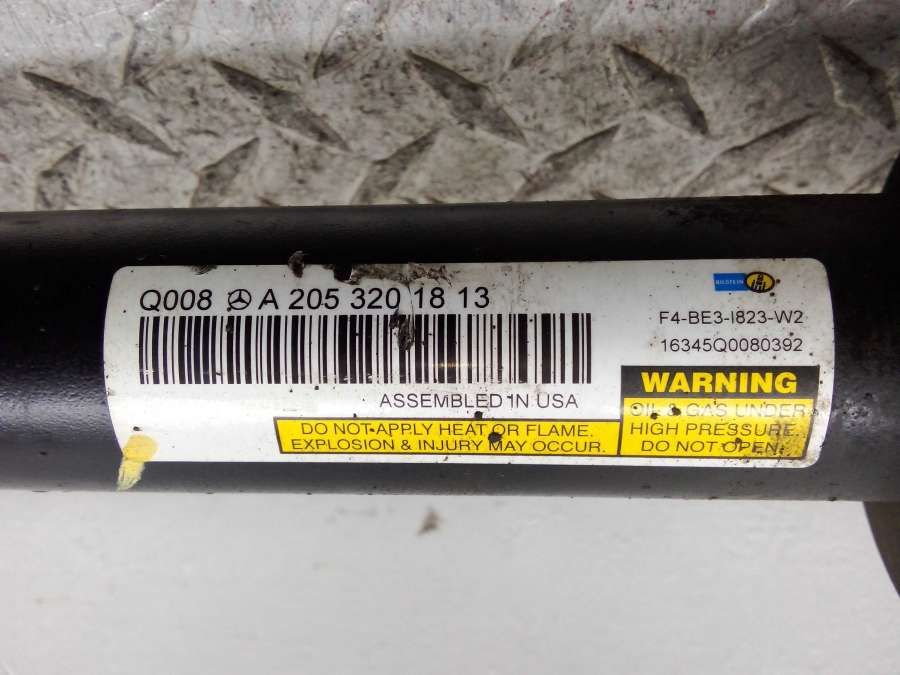 Q008 A 205 320 18 13
BILSTEIN
F4-BE3-I823-W2
16345Q0080392
ASSEMBLED IN USA
WARNING
OIL & GAS UNDER
HIGH PRESSURE.
DO NOT OPEN.
DO NOT APPLY HEAT OR FLAME.
EXPLOSION & INJURY MAY OCCUR.